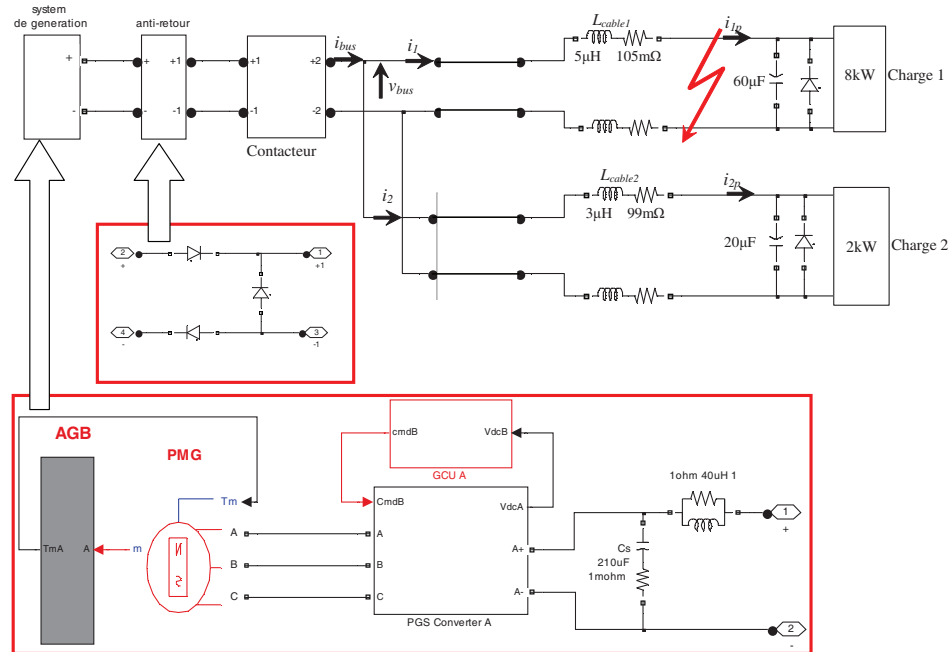 system
de generation
anti-retour
+
-
+
+1
-
-1
+1
+2
-1
-2
Contacteur
i_bus
i_1
v_bus
L_cable1
5µH
105mΩ
i_1p
60µF
8kW
Charge 1
i_2
L_cable2
3µH
99mΩ
i_2p
20µF
2kW
Charge 2
2
+
1
+1
4
-
3
-1
AGB
PMG
TmA
A
m
Tm
N
S
A
B
C
cmdB
VdcB
GCU A
CmdB
VdcA
A
B
C
A+
A-
PGS Converter A
Cs
210uF
1mohm
1ohm 40uH 1
1
+
2
-